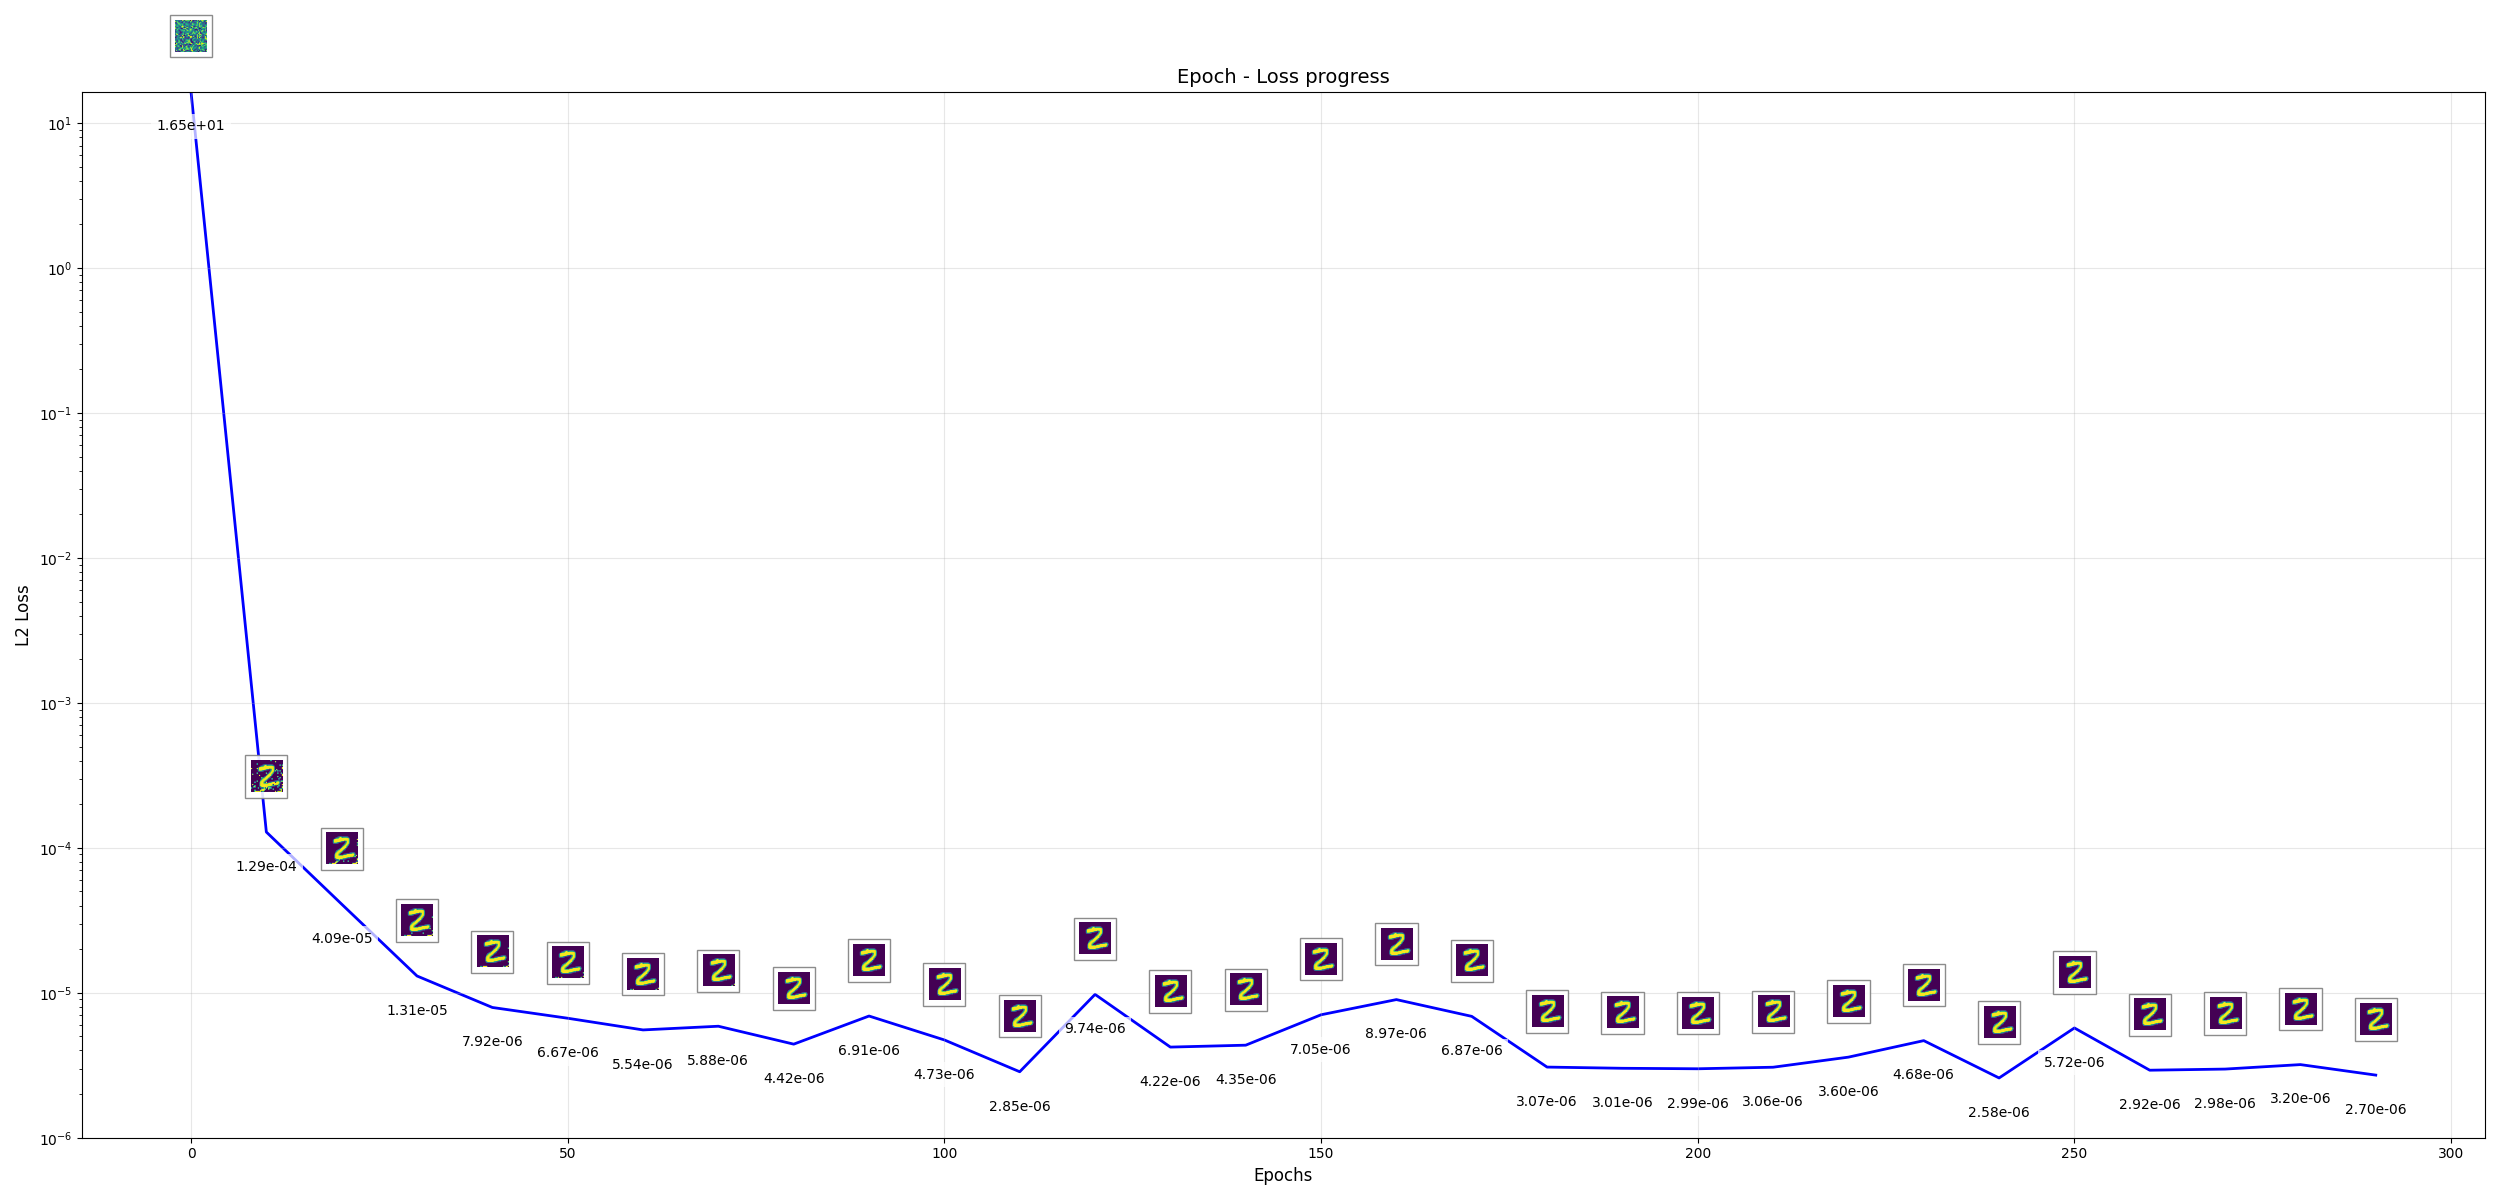 Epoch - Loss progress
L2 Loss
10¹
10⁰
10⁻¹
10⁻²
10⁻³
10⁻⁴
10⁻⁵
10⁻⁶
1.65e+01
1.29e-04
4.09e-05
1.31e-05
7.92e-06
6.67e-06
5.54e-06
5.88e-06
4.42e-06
6.91e-06
4.73e-06
2.85e-06
9.74e-06
4.22e-06
4.35e-06
7.05e-06
8.97e-06
6.87e-06
3.07e-06
3.01e-06
2.99e-06
3.06e-06
3.60e-06
4.68e-06
2.58e-06
5.72e-06
2.92e-06
2.98e-06
3.20e-06
2.70e-06
0 50 100 150 200 250 300
Epochs